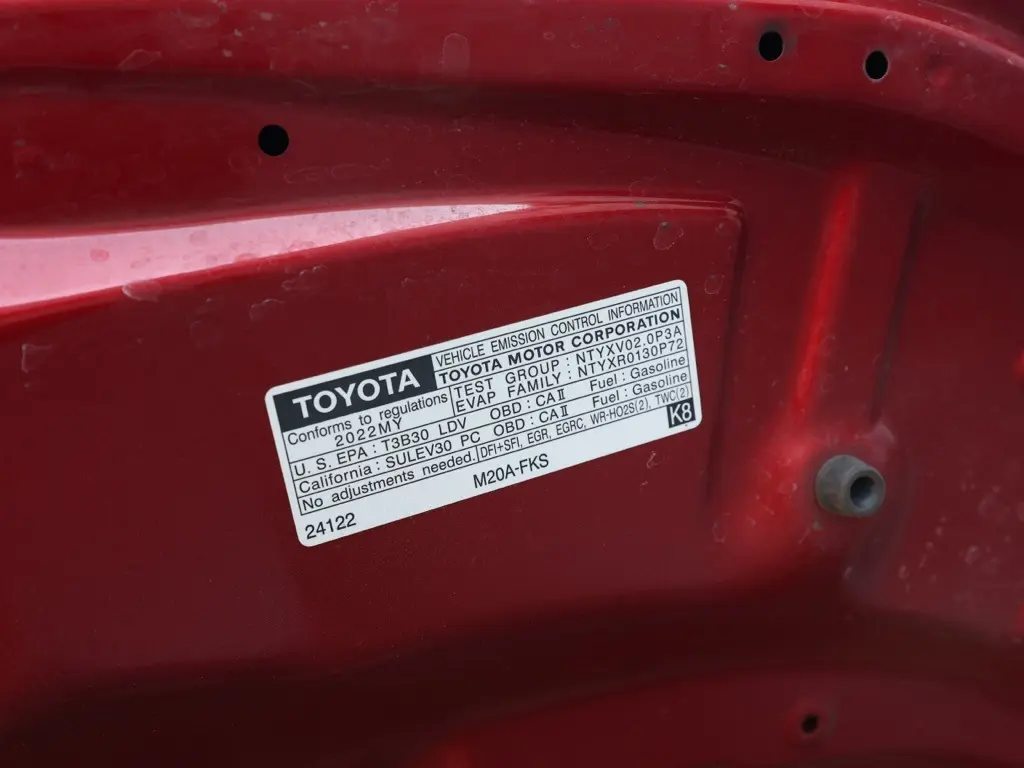 TOYOTA VEHICLE EMISSION CONTROL INFORMATION
TOYOTA MOTOR CORPORATION
Conforms to regulations TEST GROUP : NTYXV02.0P3A
2022MY EVAP FAMILY : NTYXR0130P72
U. S. EPA : T3B30 LDV OBD : CAⅡ Fuel : Gasoline
California : SULEV30 PC OBD : CAⅡ Fuel : Gasoline
No adjustments needed. DFI+SFI, EGR, EGRC, WR-HO2S(2), TWC(2)
24122 M20A-FKS K8